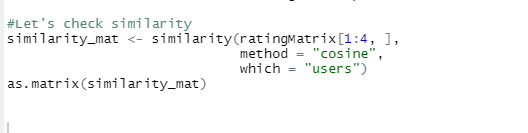 #Let's check similarity
similarity_mat <- similarity(ratingMatrix[1:4, ],
method = "cosine",
which = "users")
as.matrix(similarity_mat)